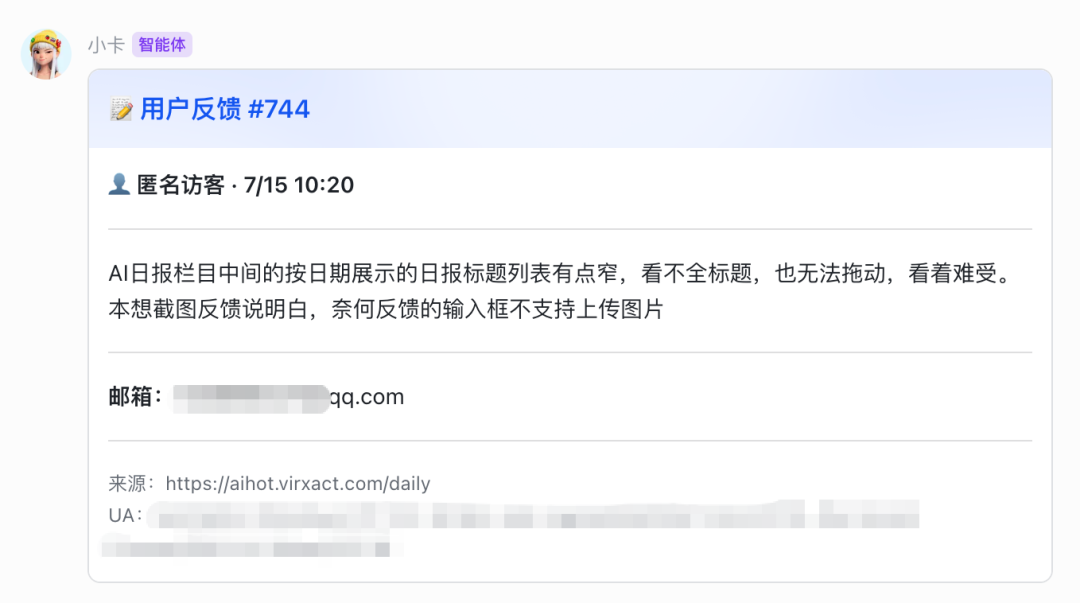 小卡 智能体
📝 用户反馈 #744
👤 匿名访客 · 7/15 10:20
AI日报栏目中间的按日期展示的日报标题列表有点窄，看不全标题，也无法拖动，看着难受。
本想截图反馈说明白，奈何反馈的输入框不支持上传图片
邮箱： qq.com
来源：https://aihot.virxact.com/daily
UA：